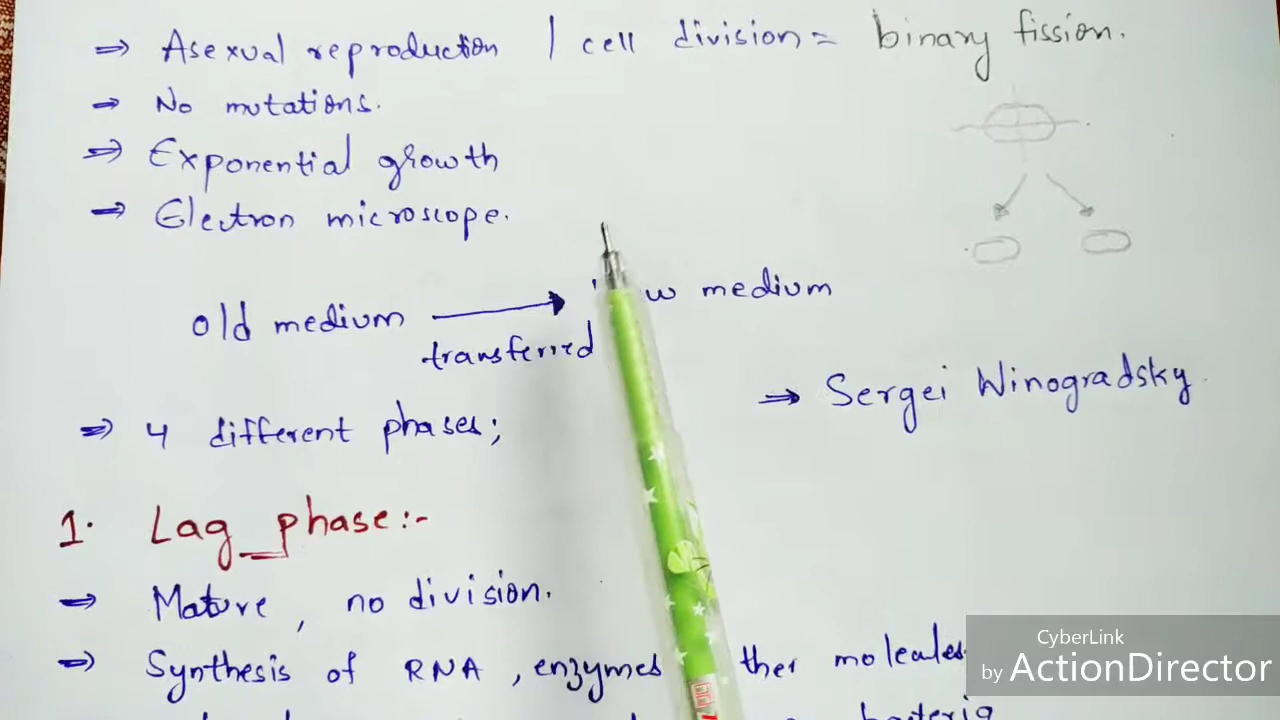 ⇒ Asexual reproduction / cell division = binary fission.
→ No mutations.
⇒ Exponential growth
⇒ Electron microscope.
old medium → medium
transferred
⇒ Sergei Winogradsky
⇒ 4 different phases;
1. Lag phase:-
⇒ Mature, no division.
⇒ Synthesis of RNA, enzymes
CyberLink
by ActionDirector